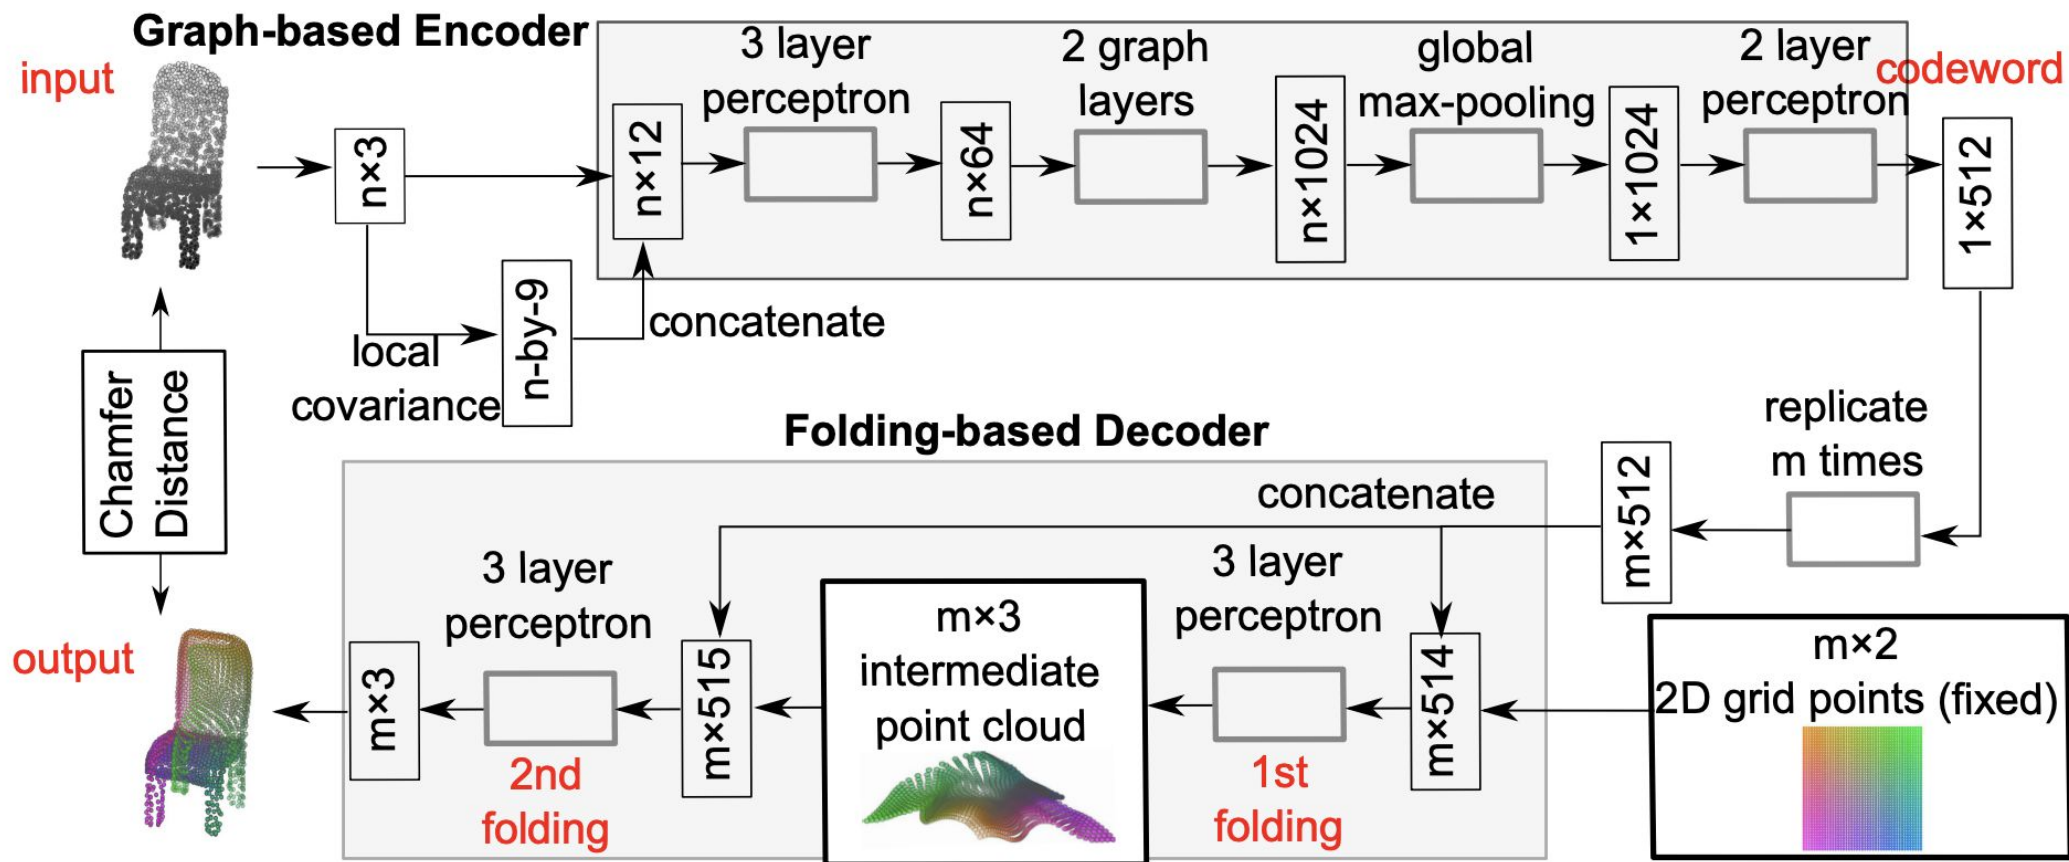 Graph-based Encoder
input
n×3
local
covariance
n-by-9
concatenate
n×12
3 layer
perceptron
n×64
2 graph
layers
n×1024
global
max-pooling
1×1024
2 layer
perceptron
codeword
1×512
replicate
m times
m×512
Folding-based Decoder
concatenate
m×2
2D grid points (fixed)
m×514
3 layer
perceptron
1st
folding
m×3
intermediate
point cloud
m×515
3 layer
perceptron
2nd
folding
m×3
output
Chamfer
Distance